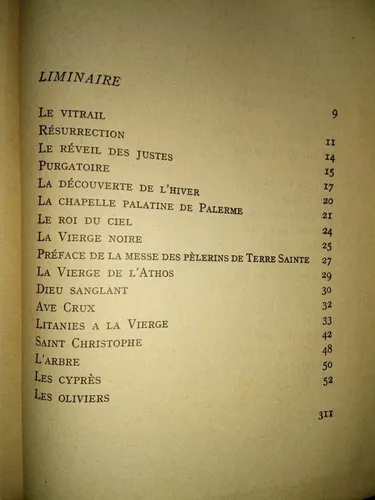 LIMINAIRE
Le vitrail 9
Résurrection 11
Le réveil des justes 14
Purgatoire 15
La découverte de l'hiver 17
La chapelle palatine de Palerme 20
Le roi du ciel 21
La Vierge noire 24
25
Préface de la messe des pèlerins de Terre Sainte 27
La Vierge de l'Athos 29
Dieu sanglant 30
Ave Crux 32
Litanies a la Vierge 33
Saint Christophe 42
48
L'arbre 50
Les cyprès 52
Les oliviers
311